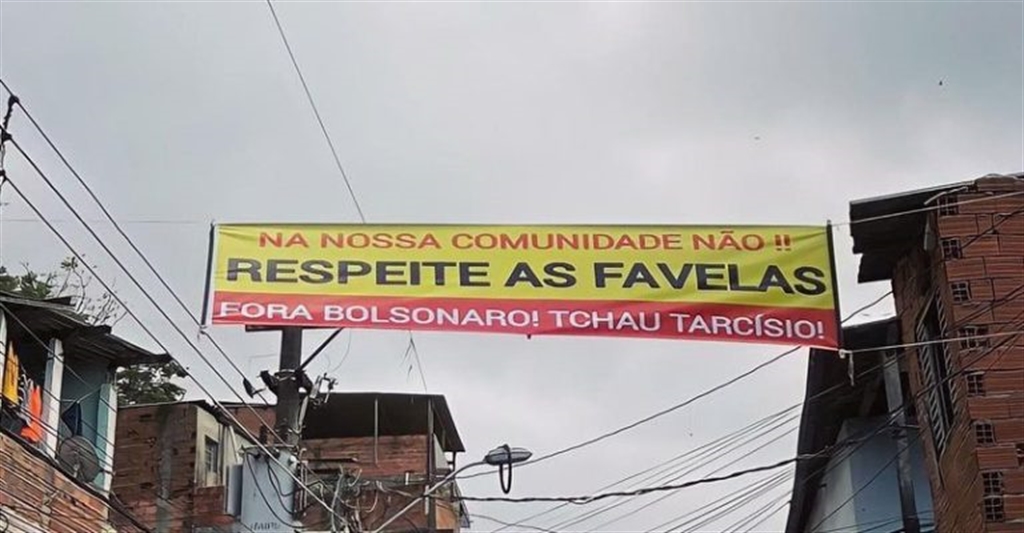 NA NOSSA COMUNIDADE NÃO !!
RESPEITE AS FAVELAS
FORA BOLSONARO! TCHAU TARCÍSIO!